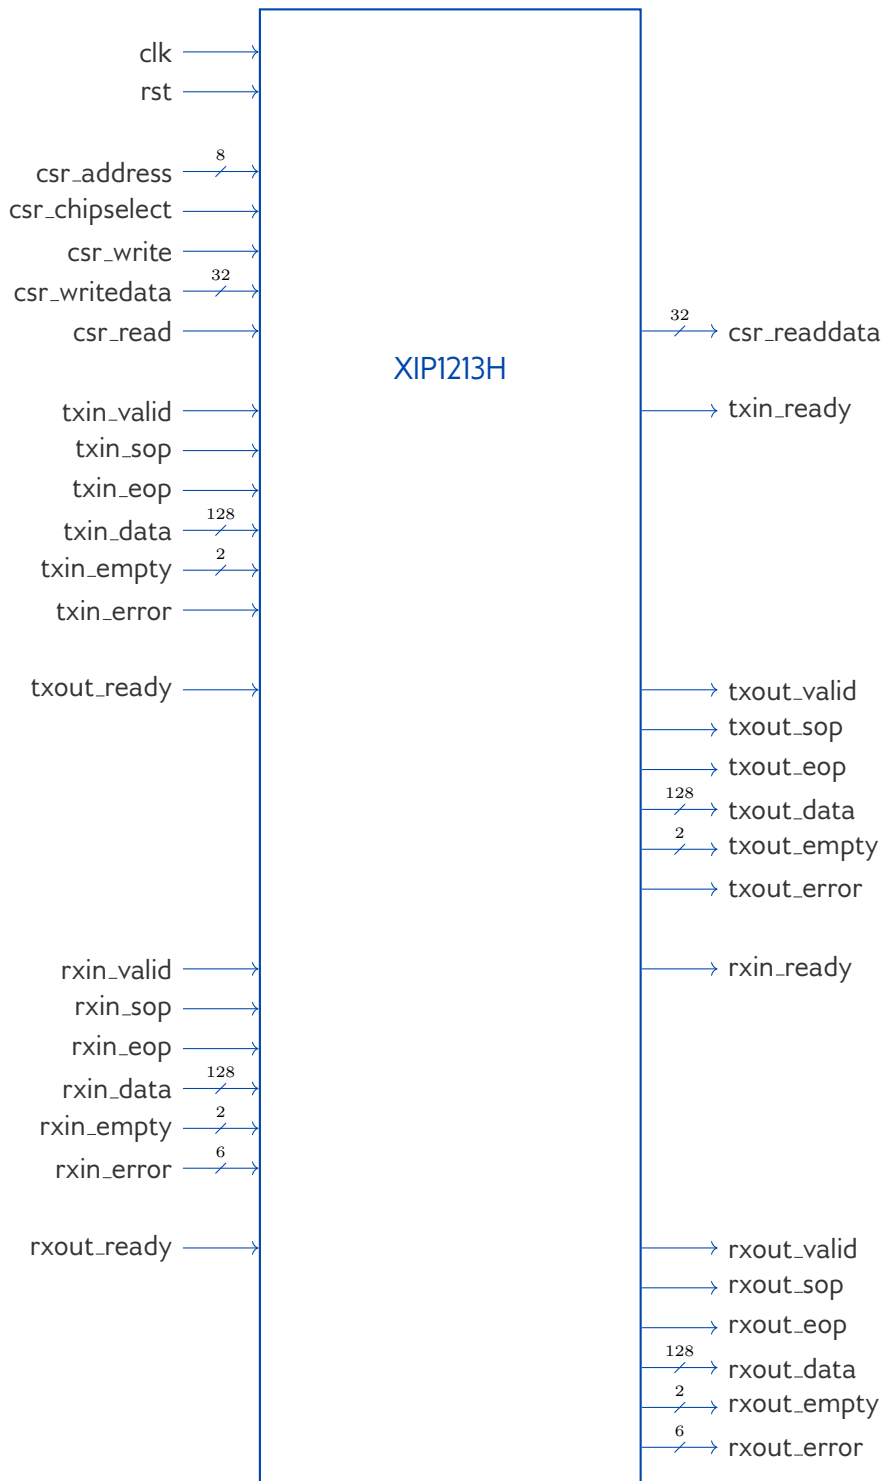 clk
rst
8
csr_address
csr_chipselect
csr_write
32
csr_writedata
csr_read
32
csr_readdata
XIP1213H
txin_valid
txin_ready
txin_sop
txin_eop
128
txin_data
2
txin_empty
txin_error
txout_ready
txout_valid
txout_sop
txout_eop
128
txout_data
2
txout_empty
txout_error
rxin_valid
rxin_ready
rxin_sop
rxin_eop
128
rxin_data
2
rxin_empty
6
rxin_error
rxout_ready
rxout_valid
rxout_sop
rxout_eop
128
rxout_data
2
rxout_empty
6
rxout_error